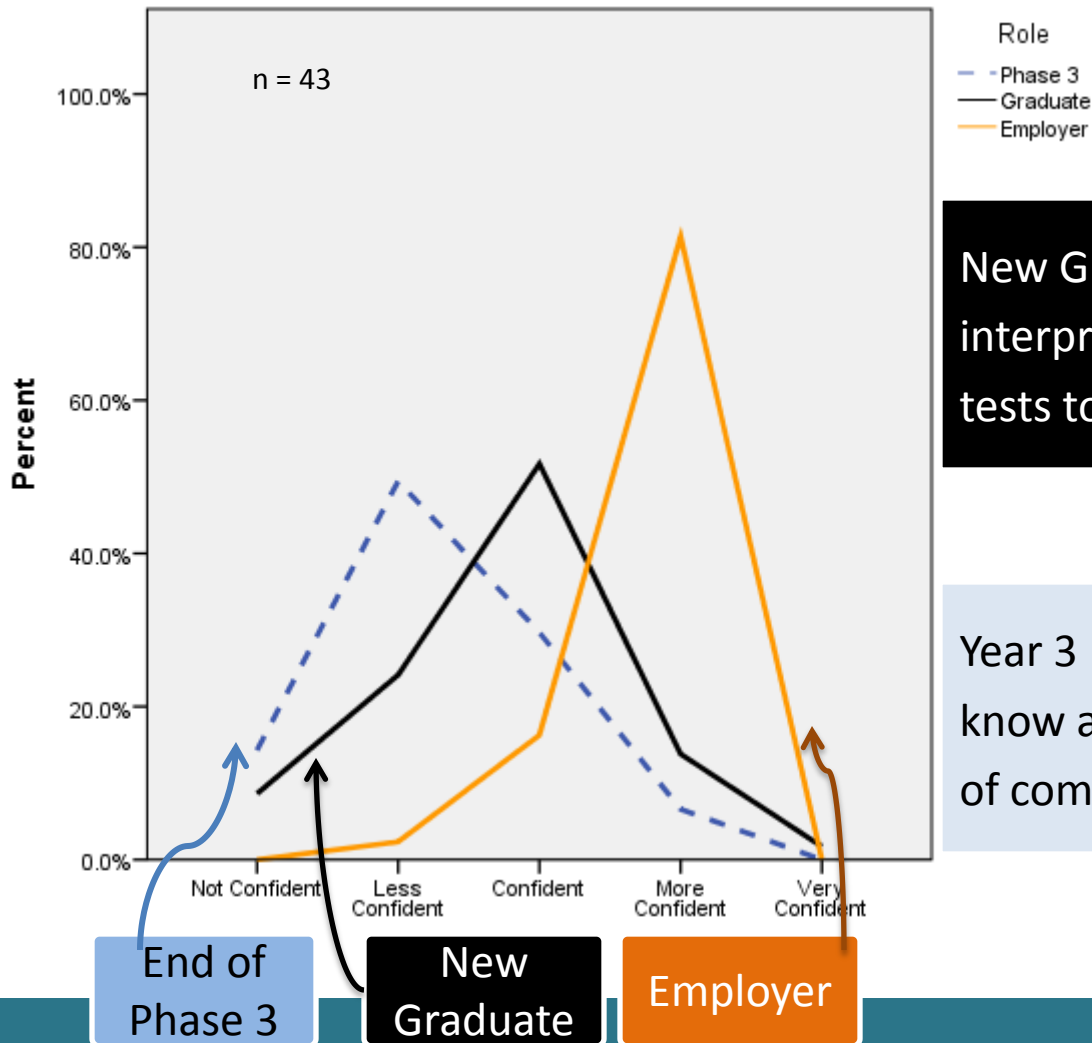 n = 43
100.0%
80.0%
60.0%
40.0%
20.0%
0.0%
Percent
Not Confident
Less
Confident
Confident
More
Confident
Very
Confident
Role
Phase 3
Graduate
Employer
New G
interpr
tests to
Year 3
know a
of com
End of
Phase 3
New
Graduate
Employer